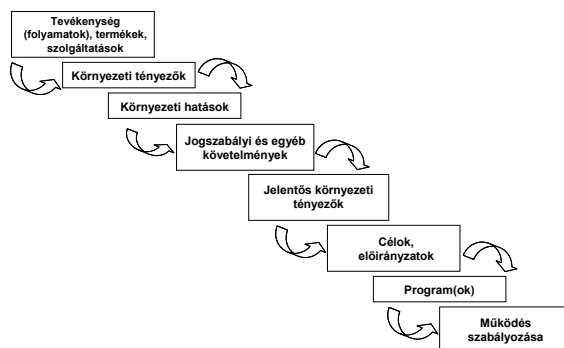 Tevékenység
(folyamatok), termékek,
szolgáltatások
Környezeti tényezők
Környezeti hatások
Jogszabályi és egyéb
követelmények
Jelentős környezeti
tényezők
Célok,
előirányzatok
Program(ok)
Működés
szabályozása